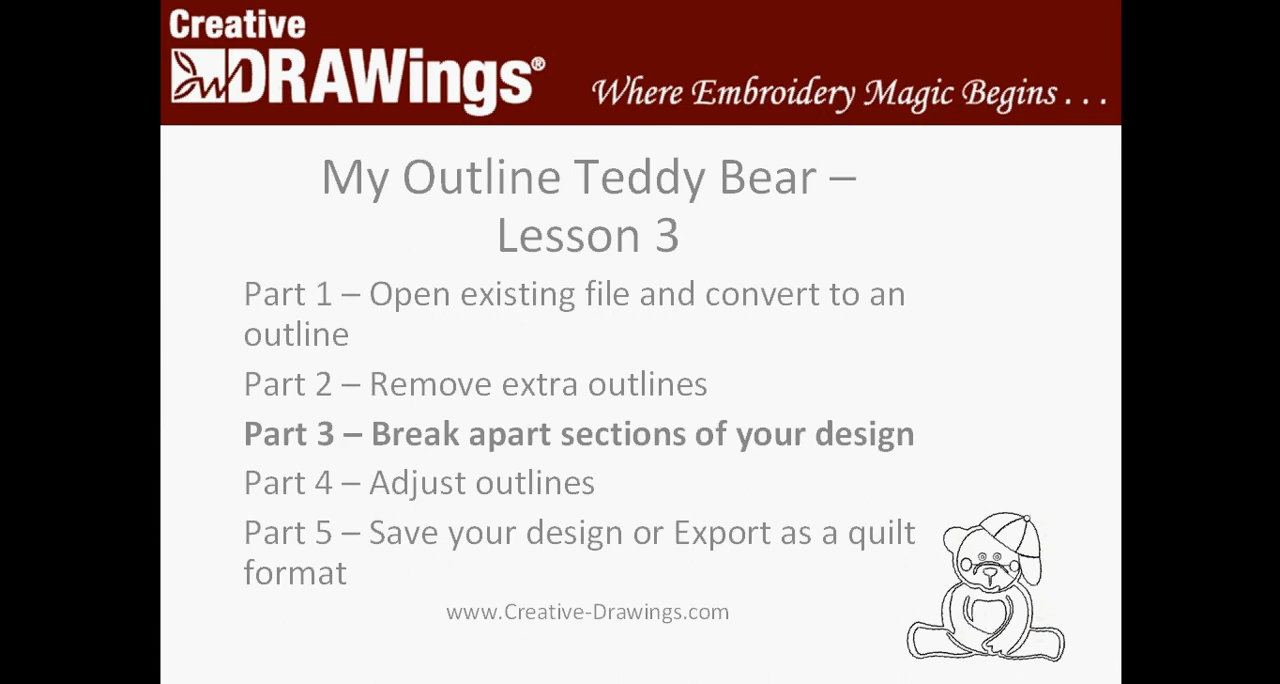 Creative
DRAWings®
Where Embroidery Magic Begins . . .
My Outline Teddy Bear –
Lesson 3
Part 1 – Open existing file and convert to an
outline
Part 2 – Remove extra outlines
Part 3 – Break apart sections of your design
Part 4 – Adjust outlines
Part 5 – Save your design or Export as a quilt
format
www.Creative-Drawings.com